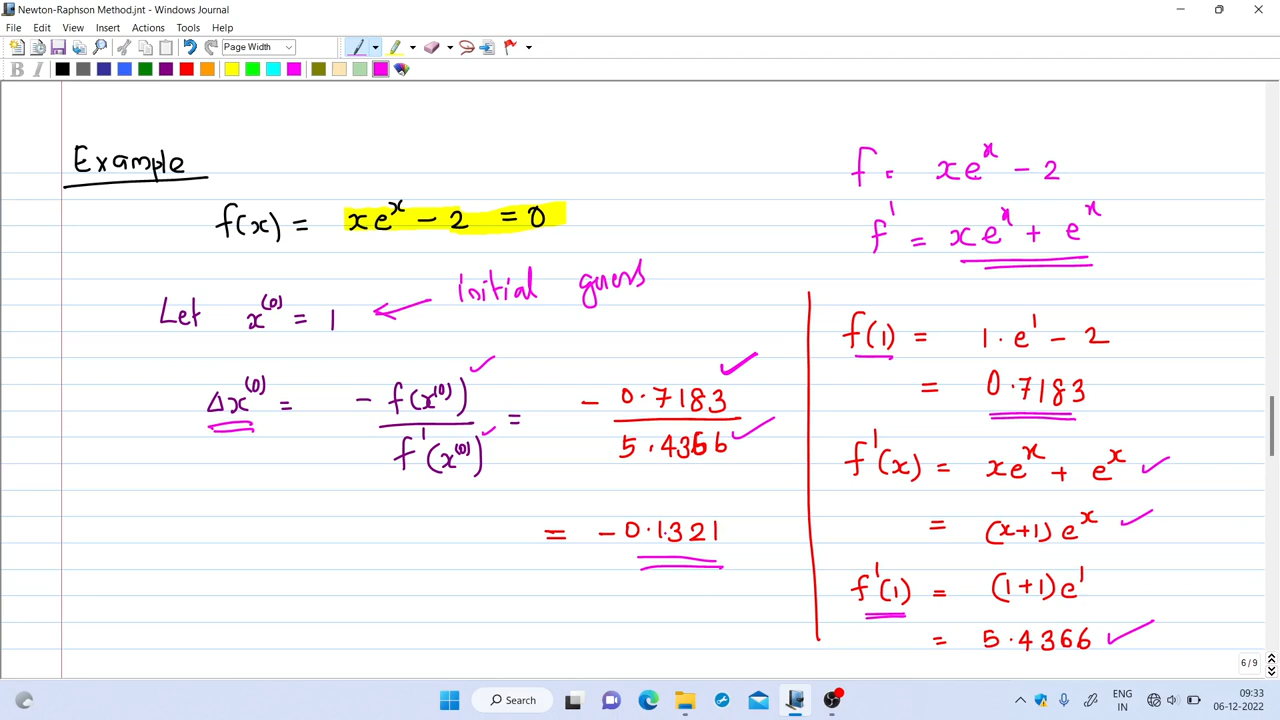 Newton-Raphson Method.jnt - Windows Journal
File Edit View Insert Actions Tools Help
Page Width
B I
Example
f(x) = xe^x - 2 = 0
Let x^(0) = 1 ← Initial guess
Δx^(0) = -f(x^(0)) / f'(x^(0)) = - 0.7183 / 5.4366
= - 0.1321
f = xe^x - 2
f' = xe^x + e^x
f(1) = 1. e^1 - 2
= 0.7183
f'(x) = xe^x + e^x
= (x+1) e^x
f'(1) = (1+1) e^1
= 5.4366
6/9
Search
ENG
IN
09:33
06-12-2022